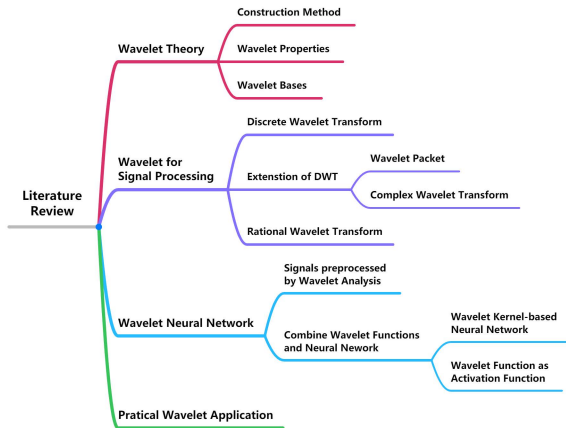 Literature
Review
Wavelet Theory
Construction Method
Wavelet Properties
Wavelet Bases
Wavelet for
Signal Processing
Discrete Wavelet Transform
Extenstion of DWT
Wavelet Packet
Complex Wavelet Transform
Rational Wavelet Transform
Wavelet Neural Network
Signals preprocessed
by Wavelet Analysis
Combine Wavelet Functions
and Neural Nework
Wavelet Kernel-based
Neural Network
Wavelet Function as
Activation Function
Pratical Wavelet Application